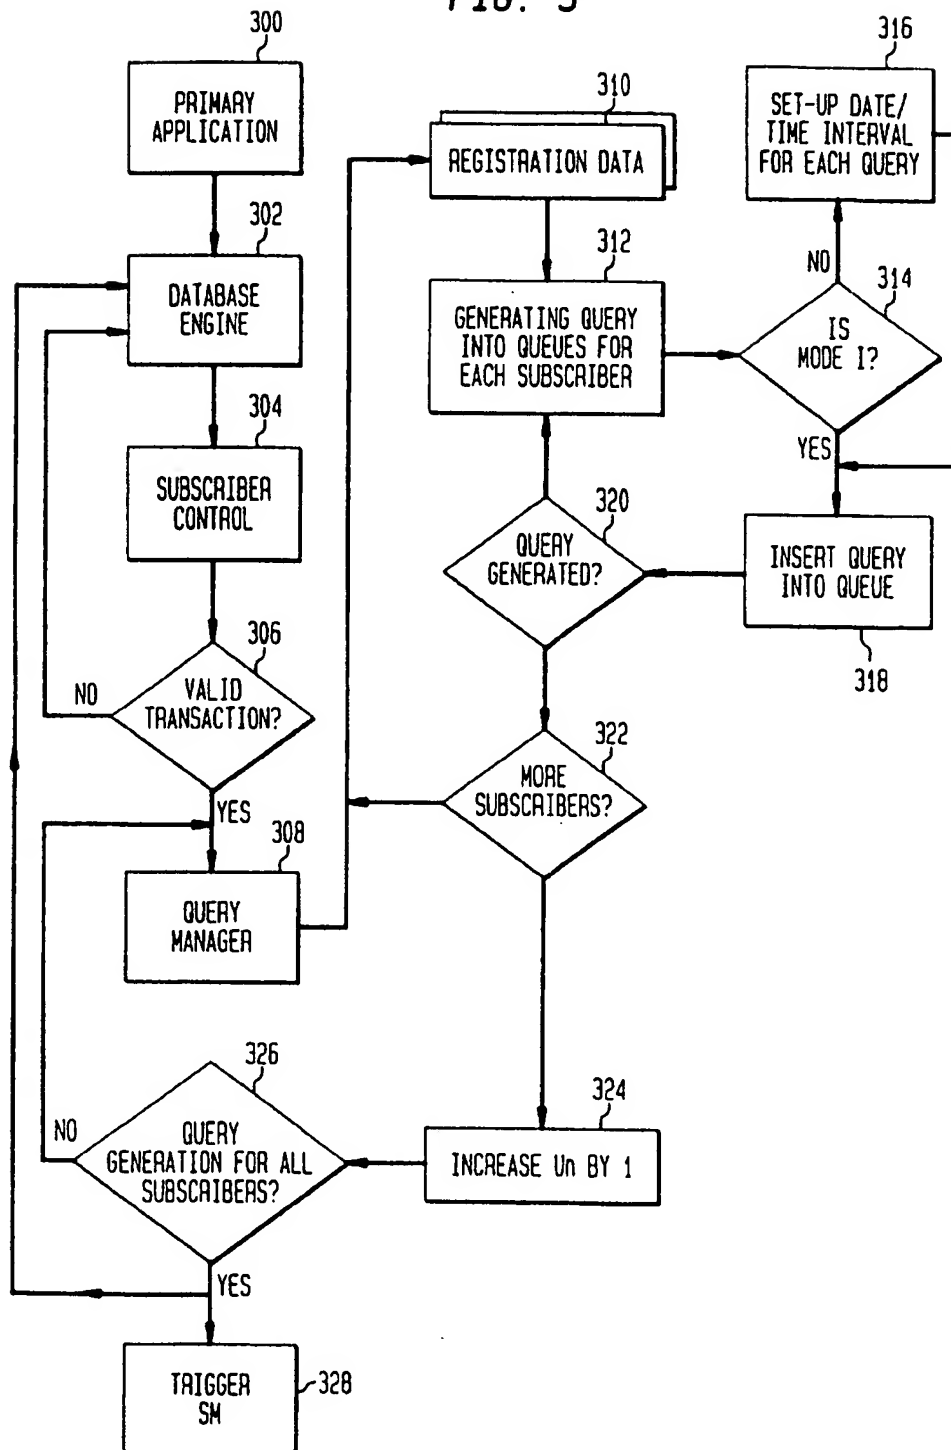 FIG. 3
300
PRIMARY
APPLICATION
302
DATABASE
ENGINE
304
SUBSCRIBER
CONTROL
306
VALID
TRANSACTION?
NO
YES
308
QUERY
MANAGER
310
REGISTRATION DATA
312
GENERATING QUERY
INTO QUEUES FOR
EACH SUBSCRIBER
314
IS
MODE I?
NO
YES
316
SET-UP DATE/
TIME INTERVAL
FOR EACH QUERY
INSERT QUERY
INTO QUEUE
318
320
QUERY
GENERATED?
322
MORE
SUBSCRIBERS?
324
INCREASE Un BY 1
326
QUERY
GENERATION FOR ALL
SUBSCRIBERS?
NO
YES
TRIGGER
SM
328